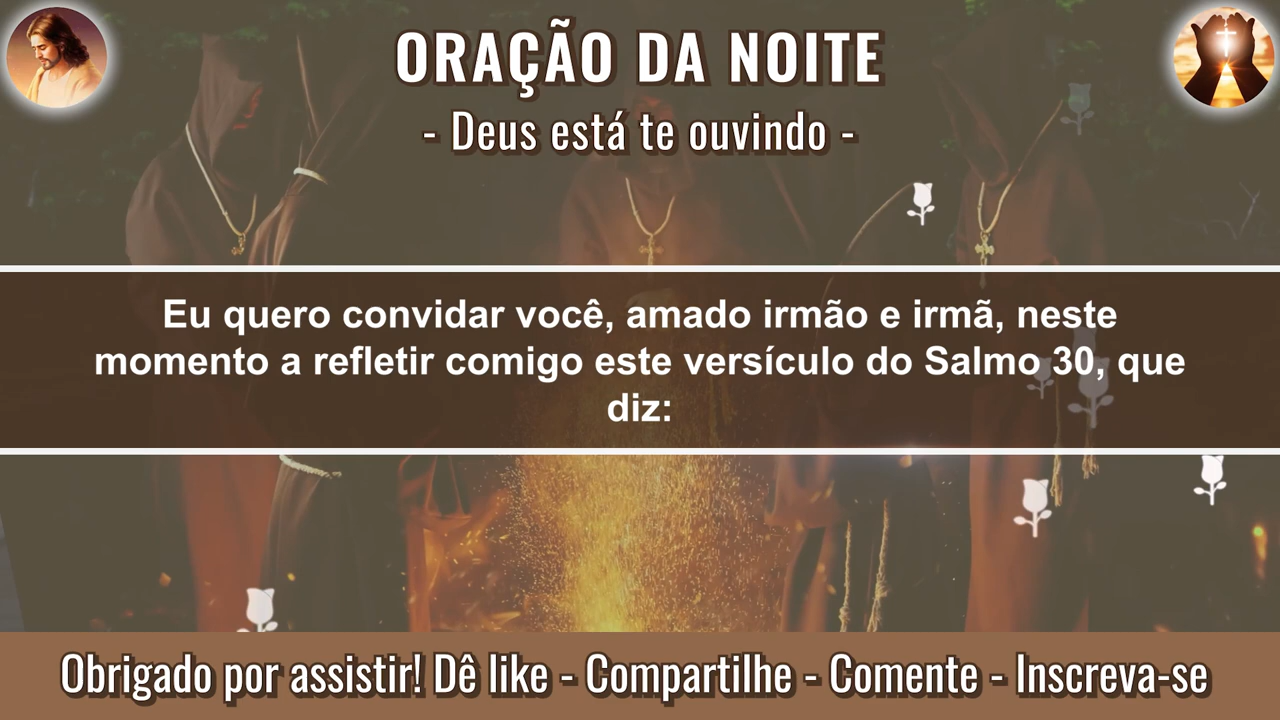 ORAÇÃO DA NOITE
- Deus está te ouvindo -
Eu quero convidar você, amado irmão e irmã, neste
momento a refletir comigo este versículo do Salmo 30, que
diz:
Obrigado por assistir! Dê like - Compartilhe - Comente - Inscreva-se